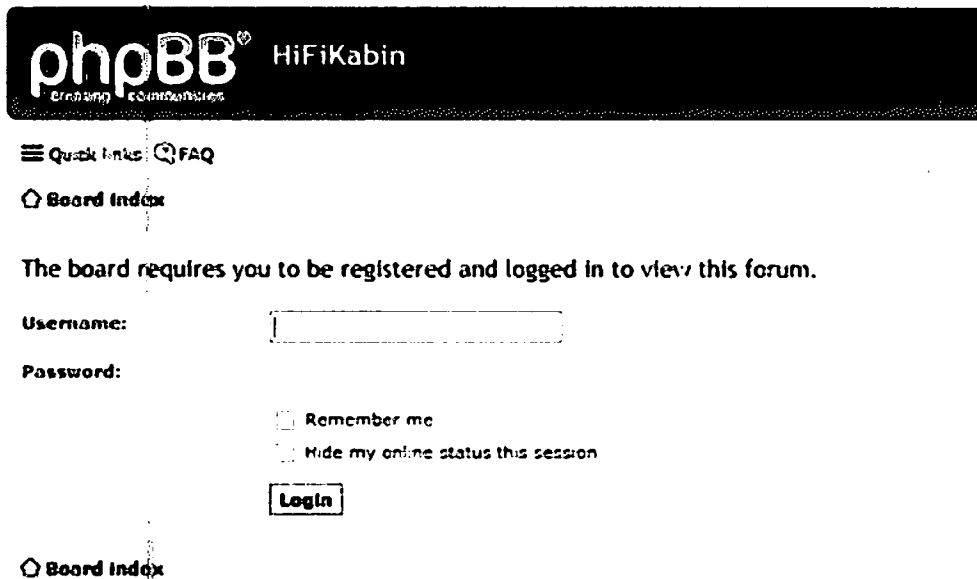 phpBB® HiFiKabin
creating communities
Quick links FAQ
Board index
The board requires you to be registered and logged in to view this forum.
Username:
Password:
Remember me
Hide my online status this session
Login
Board index